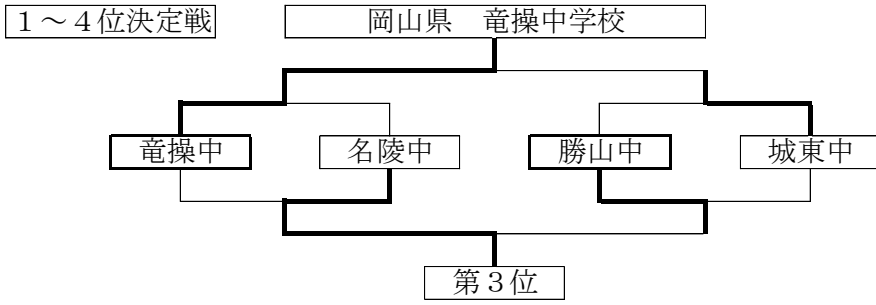 1～4位決定戦
岡山県　竜操中学校
竜操中
名陵中
勝山中
城東中
第3位